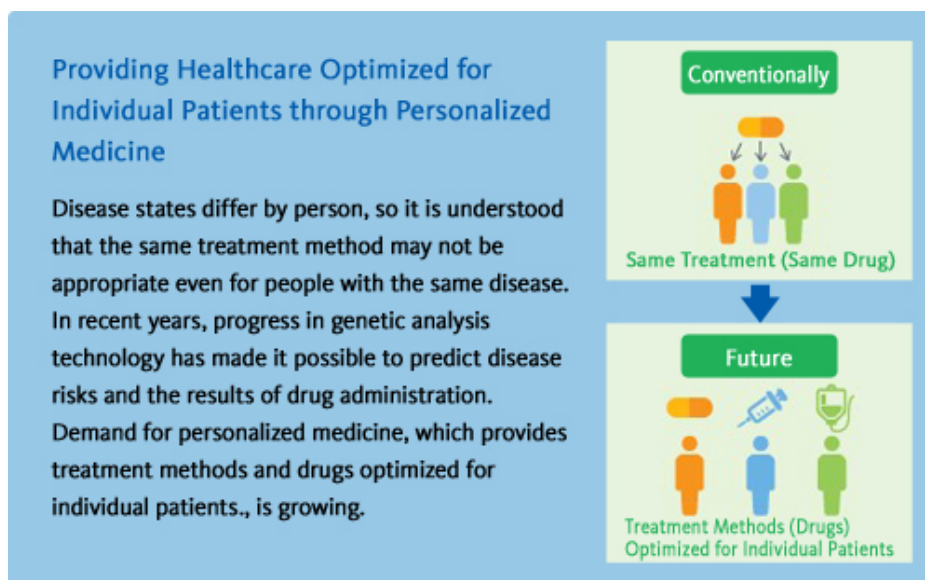 Providing Healthcare Optimized for
Individual Patients through Personalized
Medicine
Disease states differ by person, so it is understood
that the same treatment method may not be
appropriate even for people with the same disease.
In recent years, progress in genetic analysis
technology has made it possible to predict disease
risks and the results of drug administration.
Demand for personalized medicine, which provides
treatment methods and drugs optimized for
individual patients., is growing.
Conventionally
Same Treatment (Same Drug)
Future
Treatment Methods (Drugs)
Optimized for Individual Patients